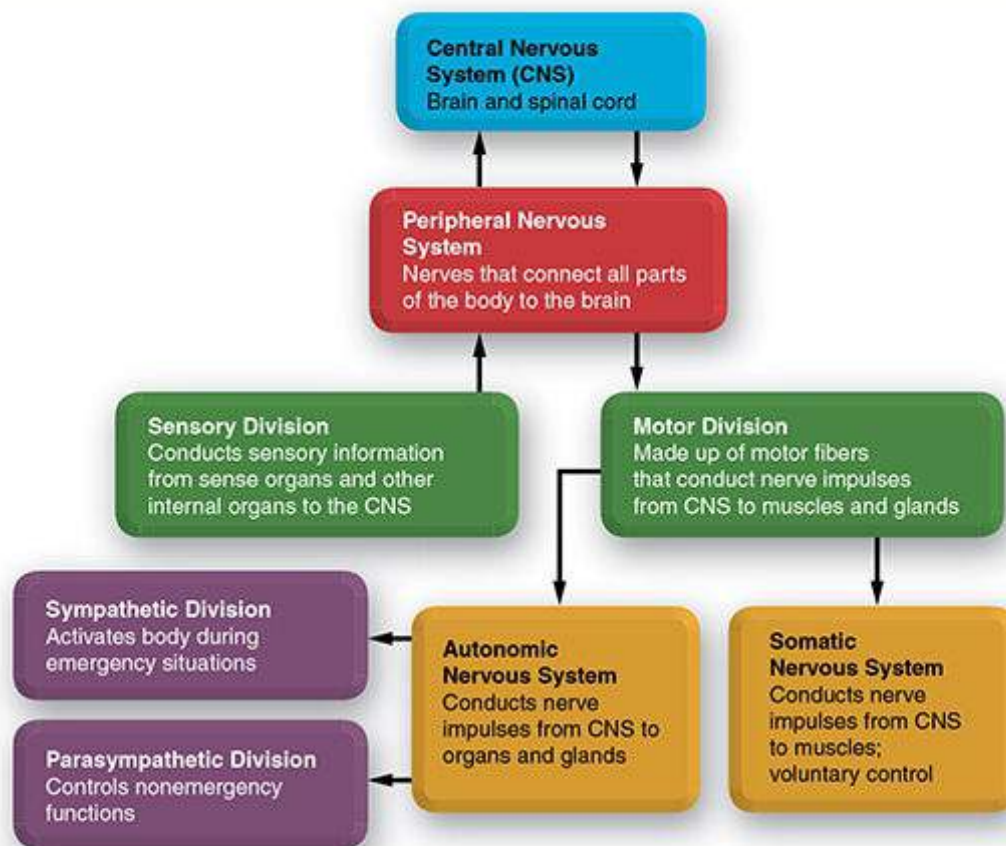 Central Nervous
System (CNS)
Brain and spinal cord
Peripheral Nervous
System
Nerves that connect all parts
of the body to the brain
Sensory Division
Conducts sensory information
from sense organs and other
internal organs to the CNS
Motor Division
Made up of motor fibers
that conduct nerve impulses
from CNS to muscles and glands
Sympathetic Division
Activates body during
emergency situations
Parasympathetic Division
Controls nonemergency
functions
Autonomic
Nervous System
Conducts nerve
impulses from CNS to
organs and glands
Somatic
Nervous System
Conducts nerve
impulses from CNS
to muscles;
voluntary control